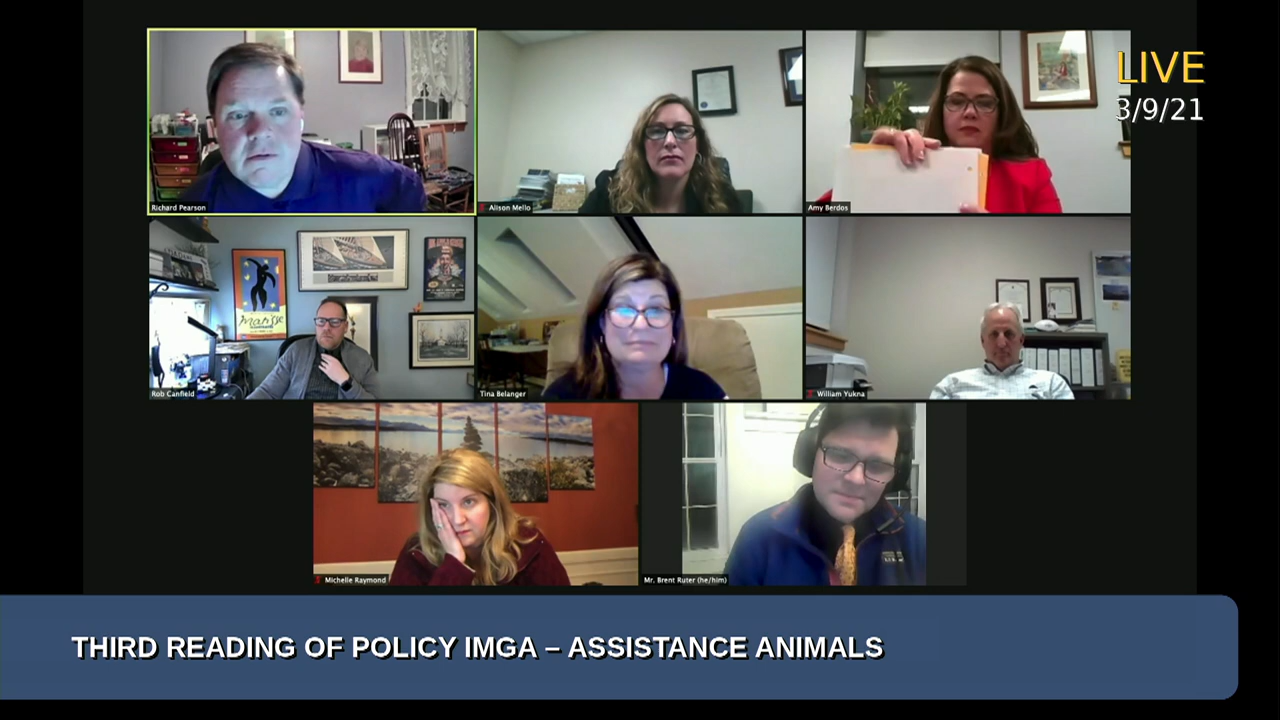 LIVE
3/9/21
Richard Pearson
Alison Mello
Amy Berdos
Matisse
Rob Canfield
Tina Belanger
William Yukna
Michelle Raymond
Mr. Brent Ruter (he/him)
THIRD READING OF POLICY IMGA – ASSISTANCE ANIMALS